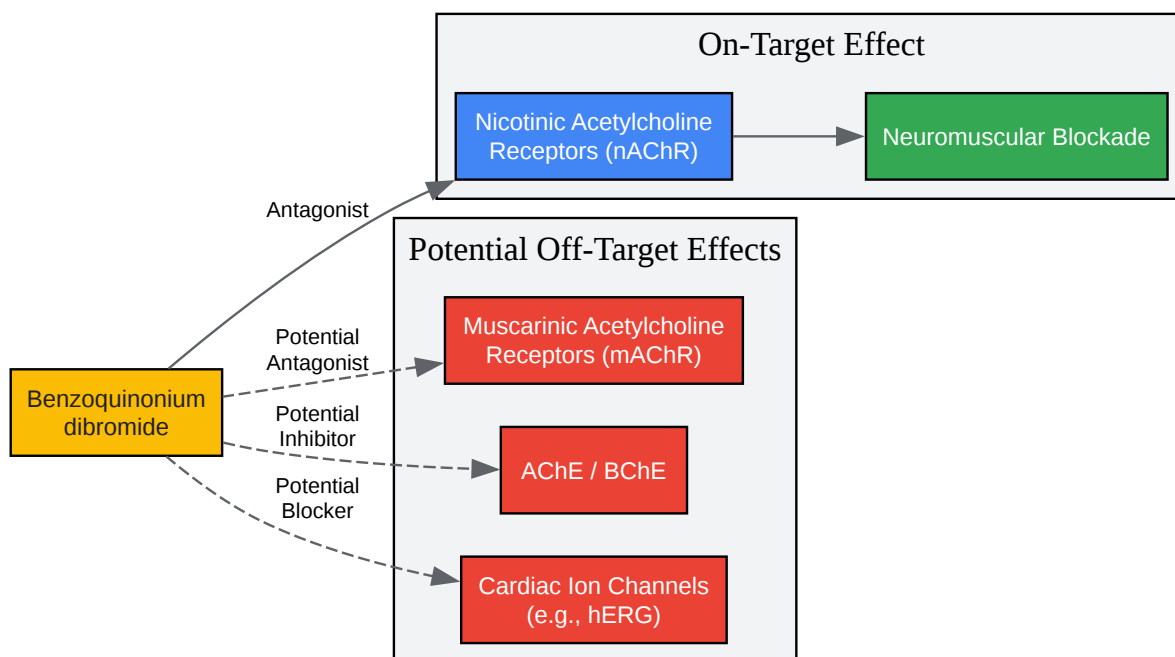 On-Target Effect
Nicotinic Acetylcholine
Receptors (nAChR)
Neuromuscular Blockade
Antagonist
Potential Off-Target Effects
Muscarinic Acetylcholine
Receptors (mAChR)
Potential
Antagonist
Benzoquinonium
dibromide
Potential
Inhibitor
AChE / BChE
Potential
Blocker
Cardiac Ion Channels
(e.g., hERG)